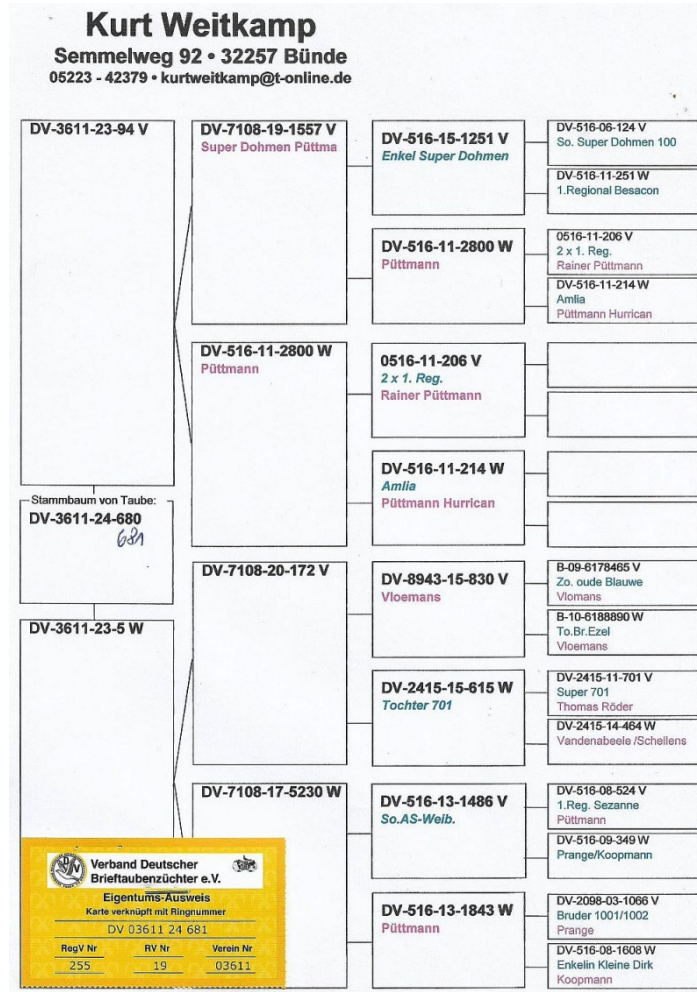 Kurt Weitkamp
Semmelweg 92 • 32257 Bünde
05223 - 42379 • kurtweitkamp@t-online.de
DV-3611-23-94 V
DV-7108-19-1557 V
Super Dohmen Püttma
DV-516-15-1251 V
Enkel Super Dohmen
DV-516-06-124 V
So. Super Dohmen 100
DV-516-11-251 W
1.Regional Besacon
DV-516-11-2800 W
Püttmann
0516-11-206 V
2 x 1. Reg.
Rainer Püttmann
DV-516-11-214 W
Amlia
Püttmann Hurrican
DV-516-11-2800 W
Püttmann
0516-11-206 V
2 x 1. Reg.
Rainer Püttmann
DV-516-11-214 W
Amlia
Püttmann Hurrican
Stammbaum von Taube:
DV-3611-24-680
681
DV-3611-23-5 W
DV-7108-20-172 V
DV-8943-15-830 V
Vloemans
B-09-6178465 V
Zo. oude Blauwe
Vlomans
B-10-6188890 W
To.Br.Ezel
Vloemans
DV-2415-15-615 W
Tochter 701
DV-2415-11-701 V
Super 701
Thomas Röder
DV-2415-14-464 W
Vandenabeele /Schellens
DV-7108-17-5230 W
DV-516-13-1486 V
So.AS-Weib.
DV-516-08-524 V
1.Reg. Sezanne
Püttmann
DV-516-09-349 W
Prange/Koopmann
DV-516-13-1843 W
Püttmann
DV-2098-03-1066 V
Bruder 1001/1002
Prange
DV-516-08-1608 W
Enkelin Kleine Dirk
Koopmann
Verband Deutscher
Brieftaubenzüchter e.V.
Eigentums-Ausweis
Karte verknüpft mit Ringnummer
DV 03611 24 681
RegV Nr RV Nr Verein Nr
255 19 03611